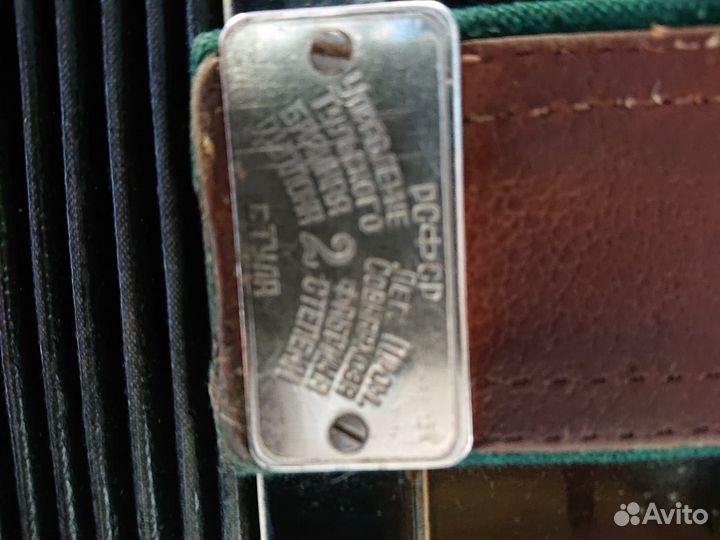 РСФСР
УПРАВЛЕНИЕ ЛЕГ. ПРОМ.
ТУЛЬСКОГО СОВНАРХОЗА
ФАБРИКА
2 СТЕПЕНИ
Г. ТУЛА
Avito